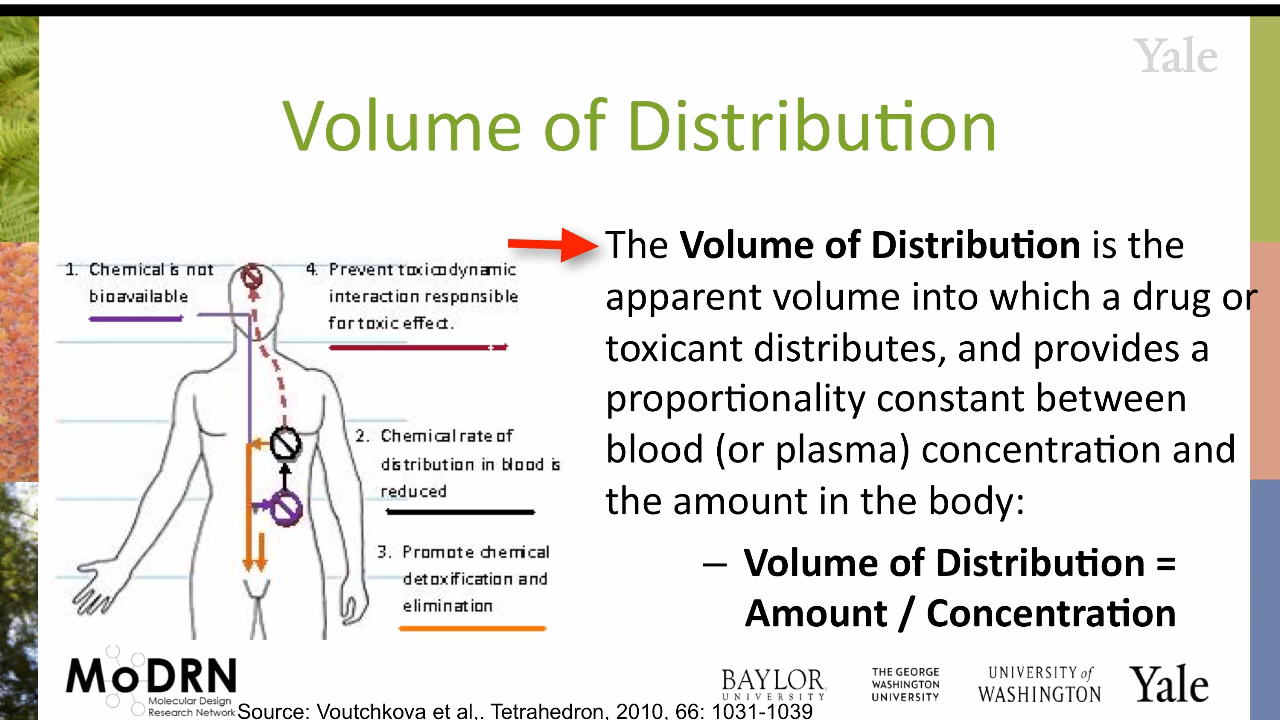 Yale
Volume of Distribution
The Volume of Distribution is the
apparent volume into which a drug or
toxicant distributes, and provides a
proportionality constant between
blood (or plasma) concentration and
the amount in the body:
– Volume of Distribution =
Amount / Concentration
1. Chemical is not
bioavailable
4. Prevent toxicodynamic
interaction responsible
for toxic effect.
2. Chemical rate of
distribution in blood is
reduced
3. Promote chemical
detoxification and
elimination
MoDRN
Molecular Design
Research Network
Source: Voutchkova et al,. Tetrahedron, 2010, 66: 1031-1039
BAYLOR
UNIVERSITY
THE GEORGE
WASHINGTON
UNIVERSITY
UNIVERSITY of
WASHINGTON
Yale